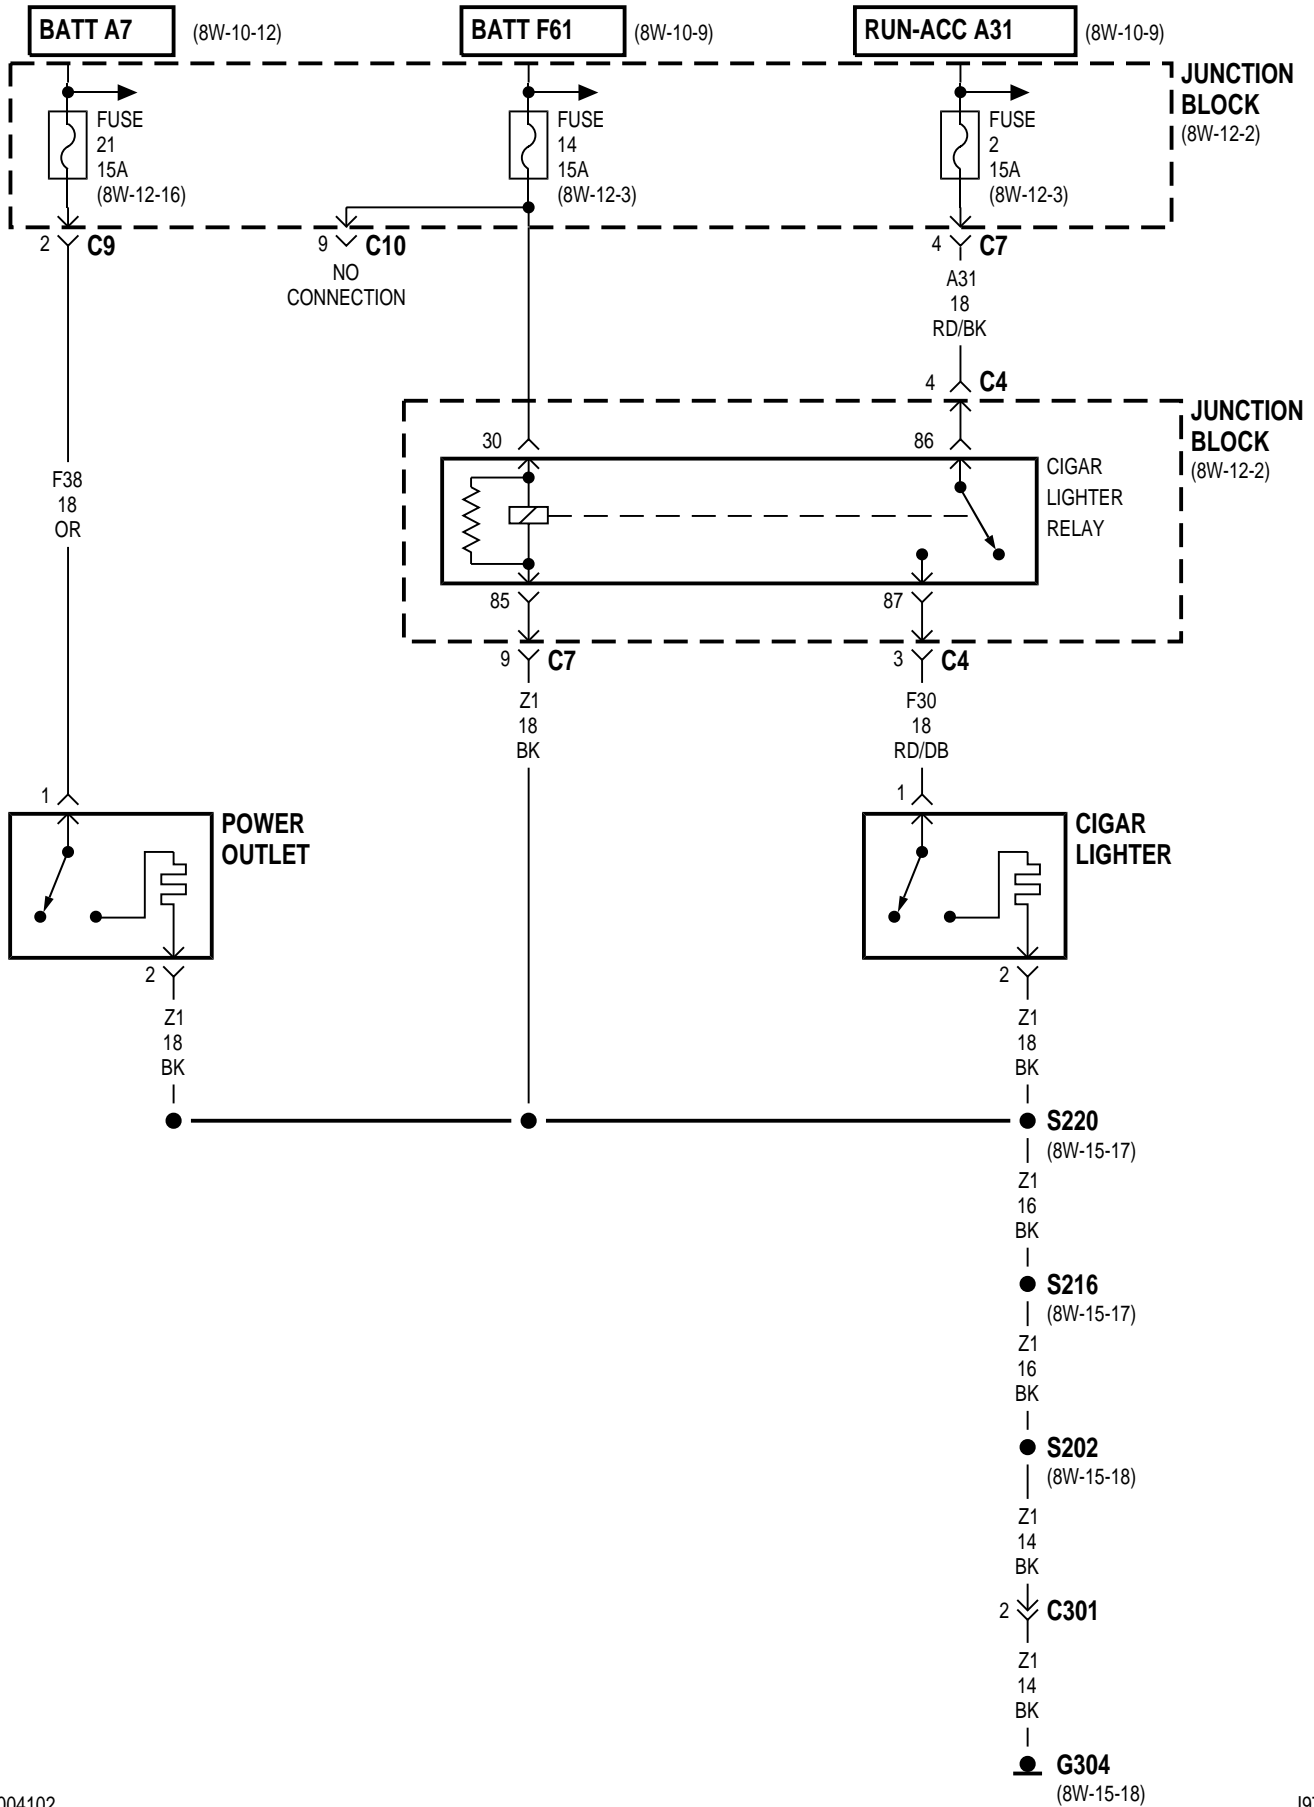 BATT A7
(8W-10-12)
BATT F61
(8W-10-9)
RUN-ACC A31
(8W-10-9)
JUNCTION
BLOCK
(8W-12-2)
FUSE
21
15A
(8W-12-16)
FUSE
14
15A
(8W-12-3)
FUSE
2
15A
(8W-12-3)
2
C9
9
C10
NO
CONNECTION
4
C7
A31
18
RD/BK
4
C4
JUNCTION
BLOCK
(8W-12-2)
30
86
CIGAR
LIGHTER
RELAY
F38
18
OR
85
87
9
C7
3
C4
Z1
18
BK
F30
18
RD/DB
1
POWER
OUTLET
1
CIGAR
LIGHTER
2
2
Z1
18
BK
Z1
18
BK
S220
(8W-15-17)
Z1
16
BK
S216
(8W-15-17)
Z1
16
BK
S202
(8W-15-18)
Z1
14
BK
2
C301
Z1
14
BK
G304
(8W-15-18)